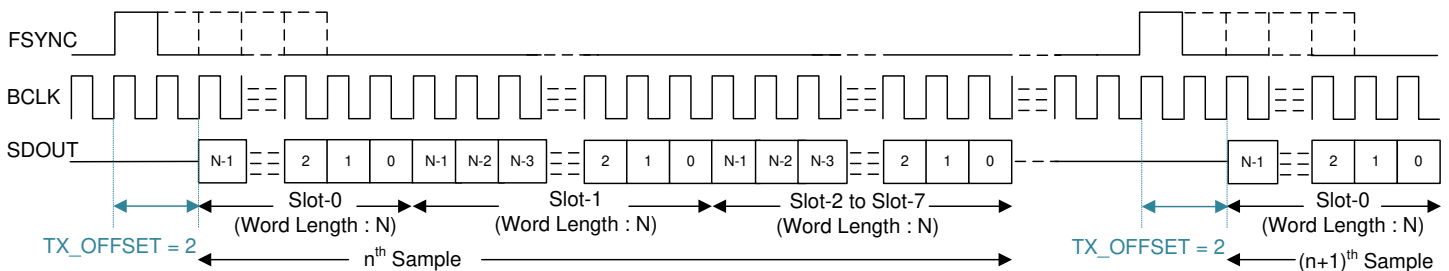 FSYNC
BCLK
SDOUT
N-1 2 1 0 N-1 N-2 N-3 2 1 0 N-1 N-2 N-3 2 1 0 N-1 2 1 0
Slot-0 Slot-1 Slot-2 to Slot-7 Slot-0
(Word Length : N) (Word Length : N) (Word Length : N) (Word Length : N)
TX_OFFSET = 2 nth Sample TX_OFFSET = 2 (n+1)th Sample